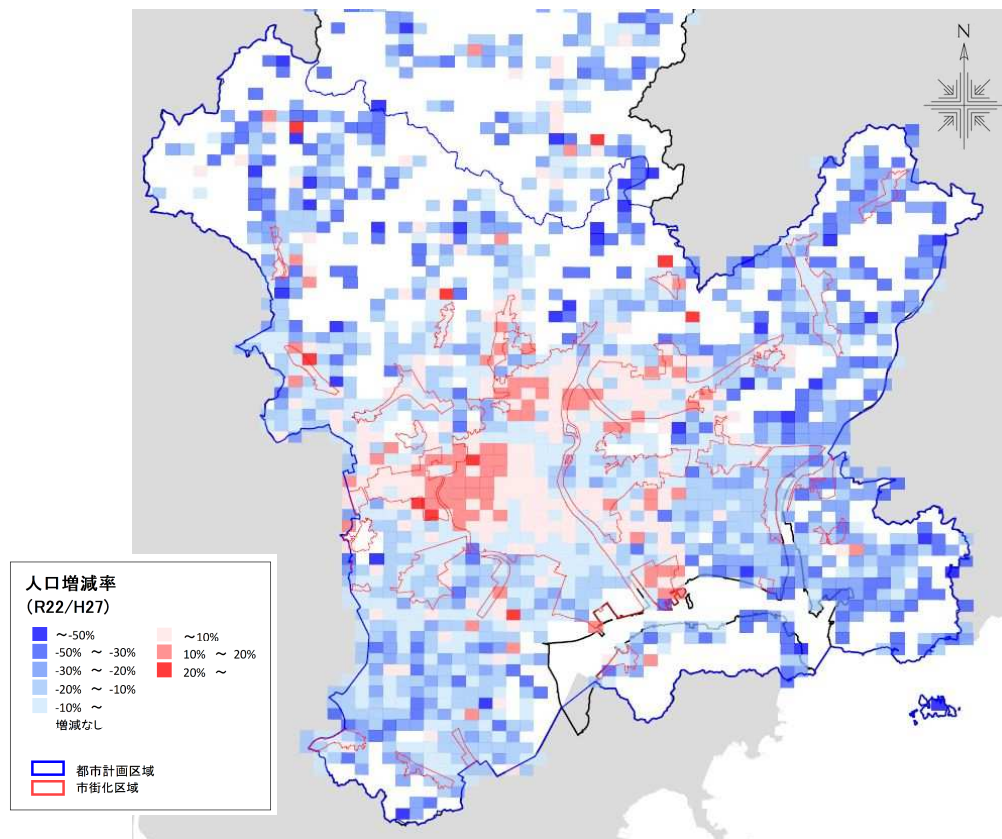 N
人口増減率
(R22/H27)
～-50%
-50% ～ -30%
-30% ～ -20%
-20% ～ -10%
-10% ～
増減なし
～10%
10% ～ 20%
20% ～
都市計画区域
市街化区域